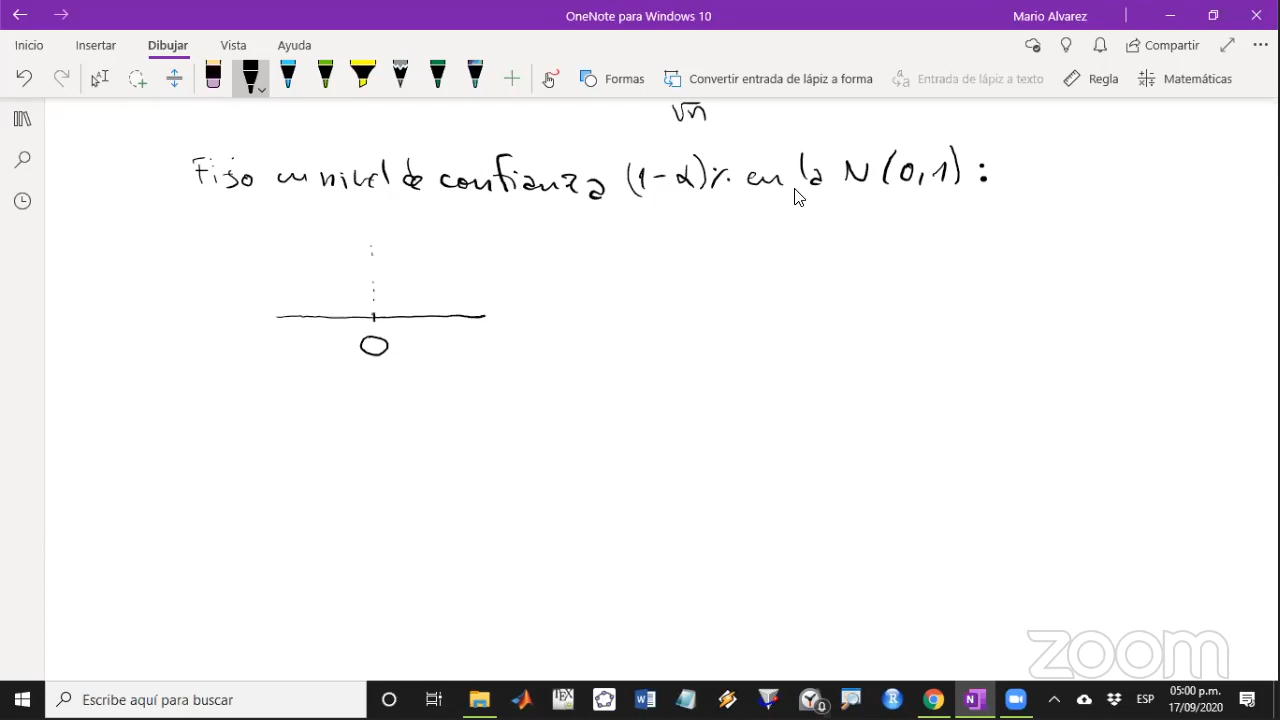 OneNote para Windows 10
Mario Alvarez
Inicio Insertar Dibujar Vista Ayuda
Compartir
Formas
Convertir entrada de lápiz a forma
Entrada de lápiz a texto
Regla
Matemáticas
√n
Fijo un nivel de confianza (1-α)% en la N(0,1):
0
zoom
Escribe aquí para buscar
ESP
05:00 p.m.
17/09/2020